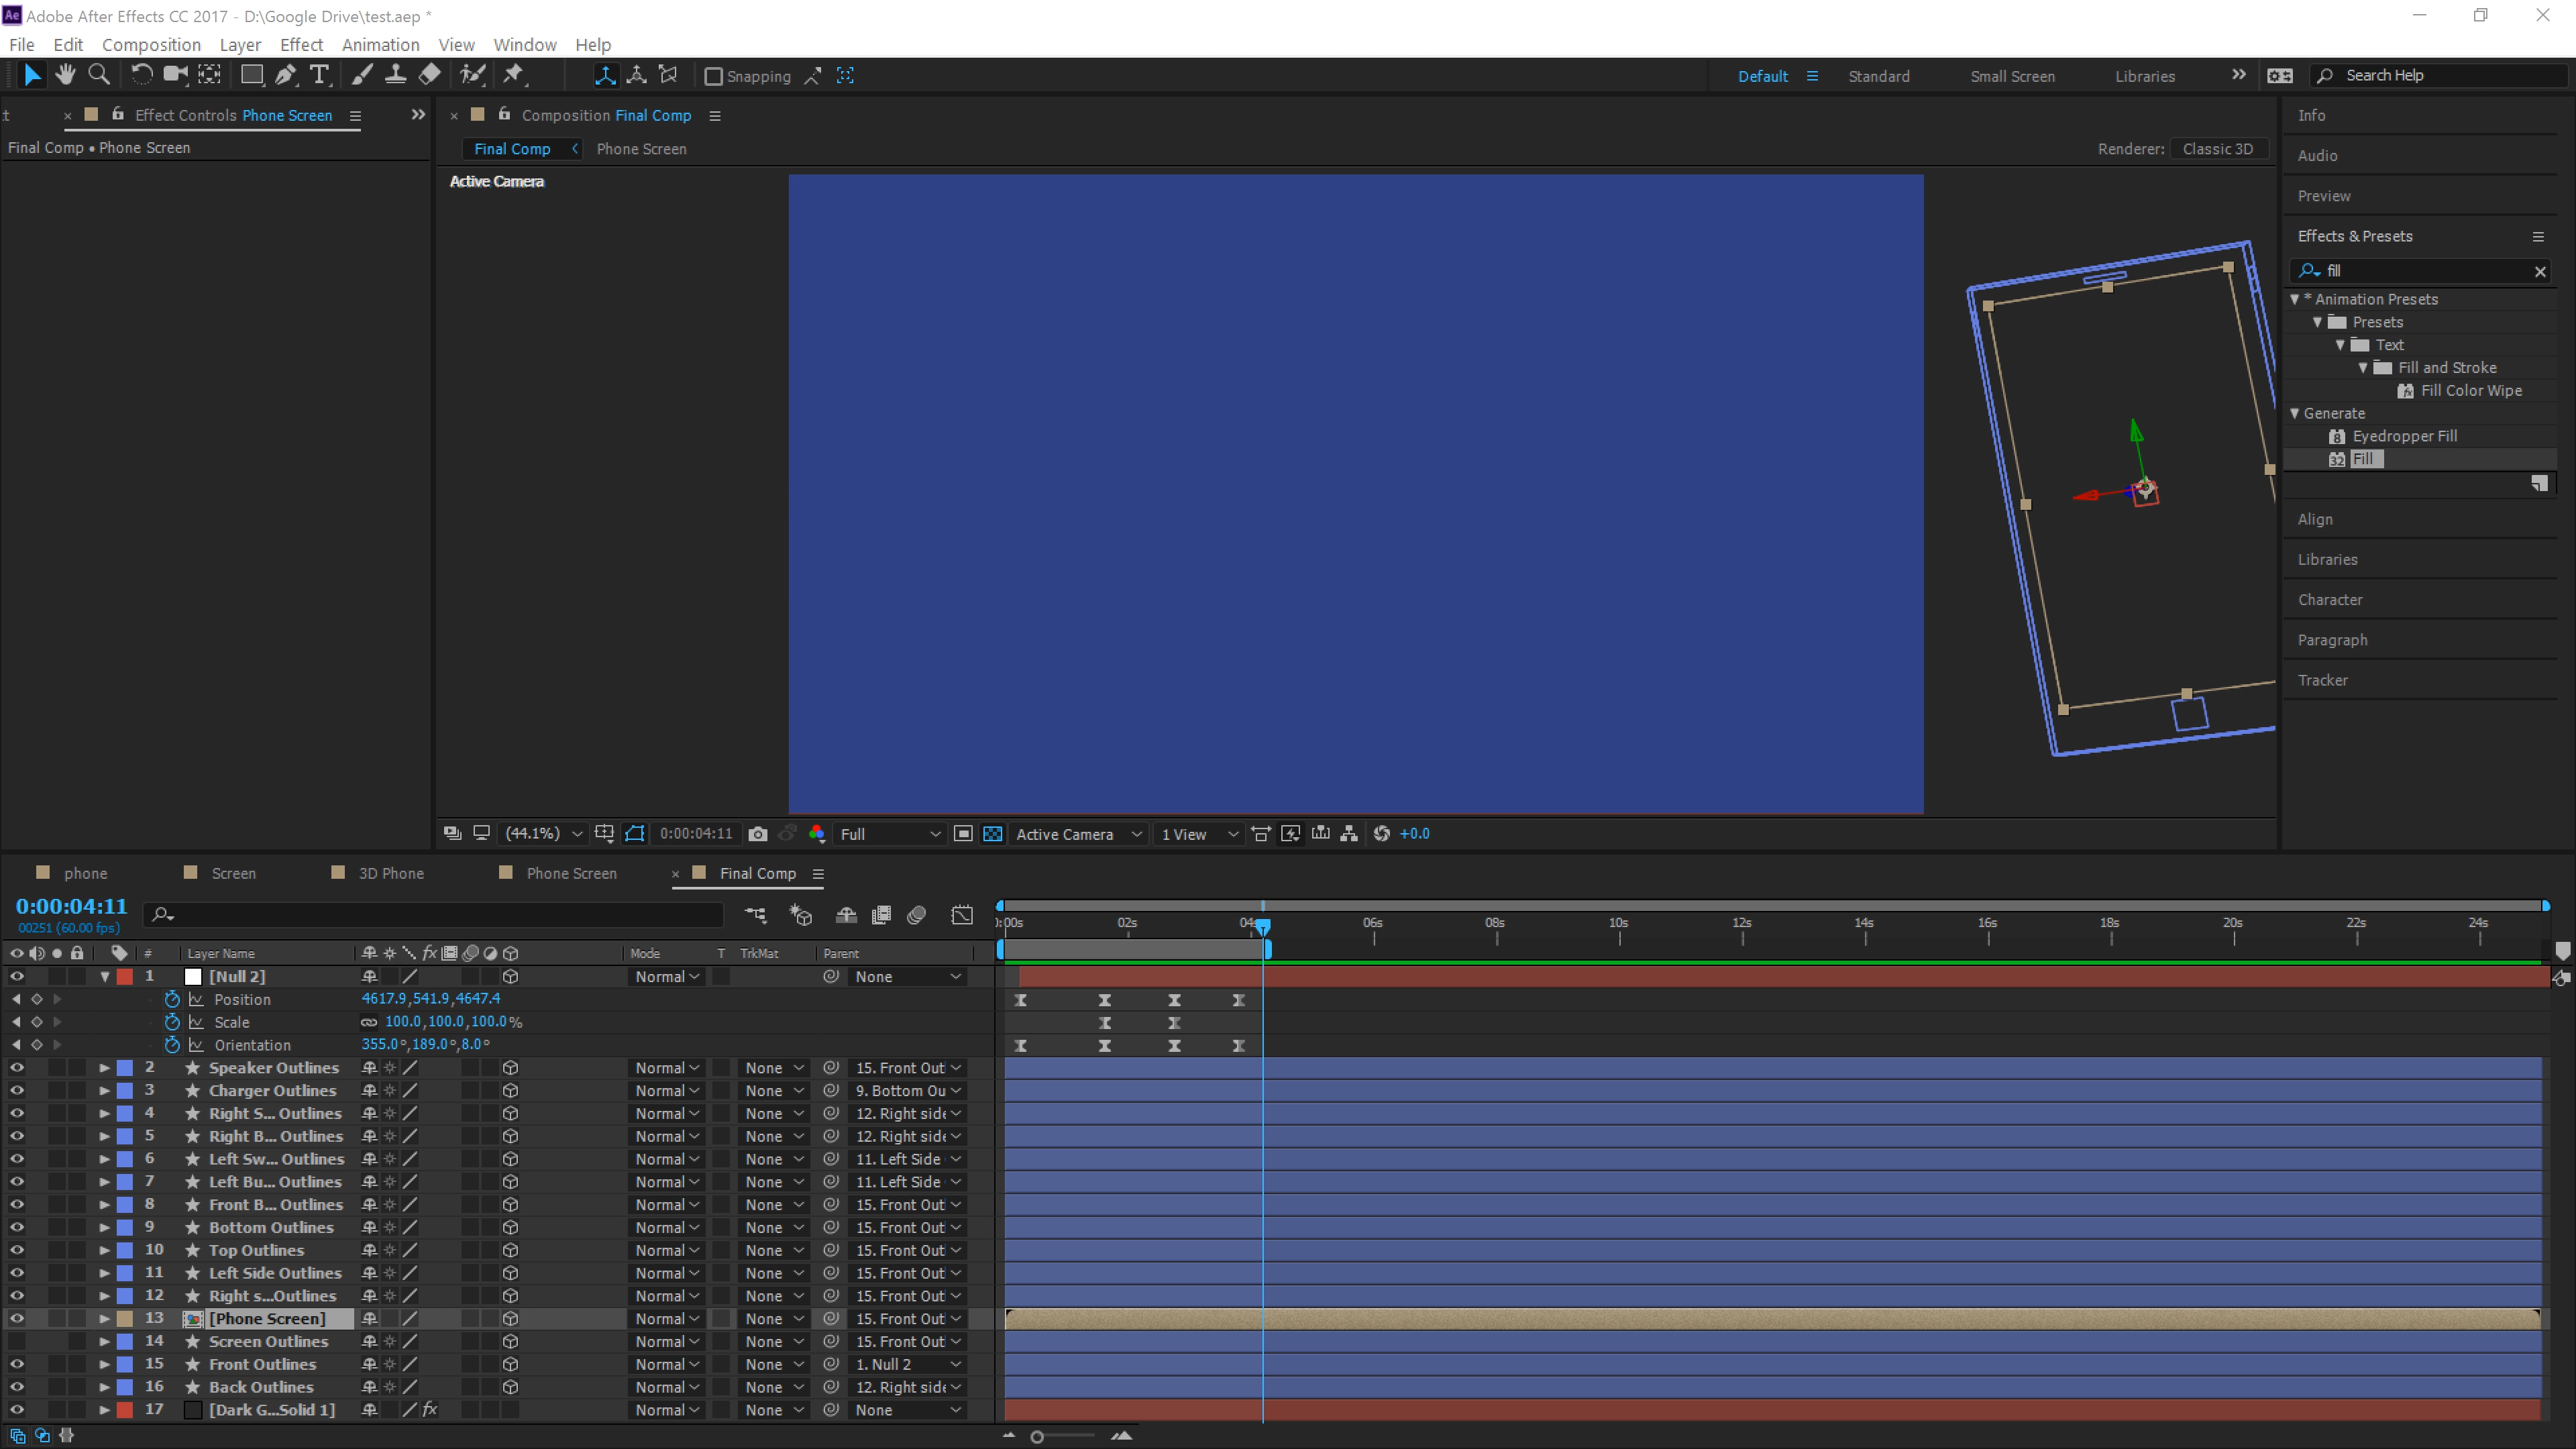 Ae Adobe After Effects CC 2017 - D:\Google Drive\test.aep *
File Edit Composition Layer Effect Animation View Window Help
Snapping Default Standard Small Screen Libraries Search Help
t Effect Controls Phone Screen
Final Comp • Phone Screen
Composition Final Comp
Final Comp Phone Screen
Renderer: Classic 3D
Active Camera
Info
Audio
Preview
Effects & Presets
fill
* Animation Presets
Presets
Text
Fill and Stroke
Fill Color Wipe
Generate
8 Eyedropper Fill
32 Fill
Align
Libraries
Character
Paragraph
Tracker
(44.1%) 0:00:04:11 Full Active Camera 1 View +0.0
phone Screen 3D Phone Phone Screen Final Comp
0:00:04:11
00251 (60.00 fps)
:00s 02s 04s 06s 08s 10s 12s 14s 16s 18s 20s 22s 24s
# Layer Name fx Mode T TrkMat Parent
1 [Null 2] Normal None
Position 4617.9,541.9,4647.4
Scale 100.0,100.0,100.0%
Orientation 355.0°,189.0°,8.0°
2 Speaker Outlines Normal None 15. Front Out
3 Charger Outlines Normal None 9. Bottom Ou
4 Right S... Outlines Normal None 12. Right side
5 Right B... Outlines Normal None 12. Right side
6 Left Sw... Outlines Normal None 11. Left Side
7 Left Bu... Outlines Normal None 11. Left Side
8 Front B... Outlines Normal None 15. Front Out
9 Bottom Outlines Normal None 15. Front Out
10 Top Outlines Normal None 15. Front Out
11 Left Side Outlines Normal None 15. Front Out
12 Right s...Outlines Normal None 15. Front Out
13 [Phone Screen] Normal None 15. Front Out
14 Screen Outlines Normal None 15. Front Out
15 Front Outlines Normal None 1. Null 2
16 Back Outlines Normal None 12. Right side
17 [Dark G...Solid 1] fx Normal None None